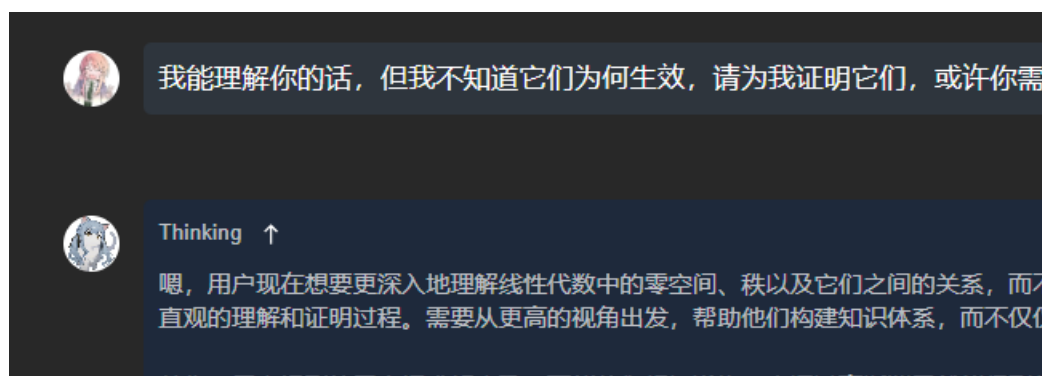 我能理解你的话，但我不知道它们为何生效，请为我证明它们，或许你需
Thinking ↑
嗯，用户现在想要更深入地理解线性代数中的零空间、秩以及它们之间的关系，而不
直观的理解和证明过程。需要从更高的视角出发，帮助他们构建知识体系，而不仅仅